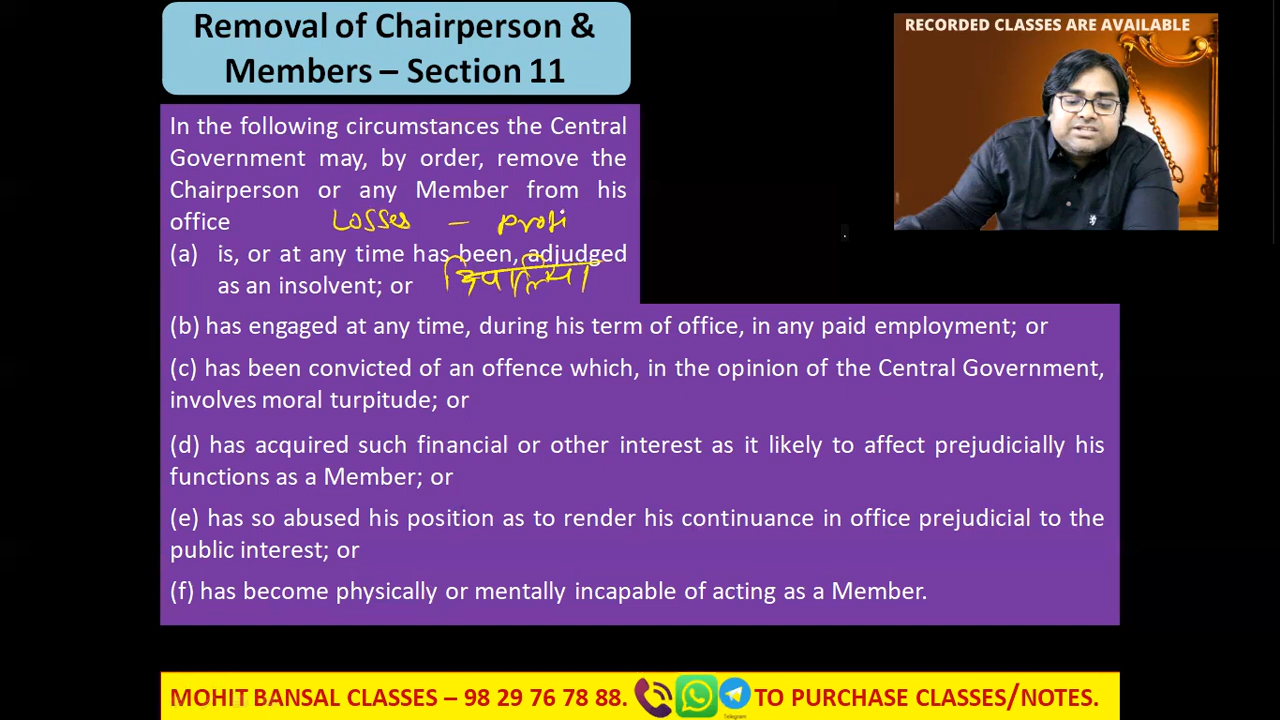 Removal of Chairperson &
Members – Section 11
RECORDED CLASSES ARE AVAILABLE
In the following circumstances the Central
Government may, by order, remove the
Chairperson or any Member from his
office
Losses – profi
(a) is, or at any time has been, adjudged
as an insolvent; or
दिवालिया
(b) has engaged at any time, during his term of office, in any paid employment; or
(c) has been convicted of an offence which, in the opinion of the Central Government,
involves moral turpitude; or
(d) has acquired such financial or other interest as it likely to affect prejudicially his
functions as a Member; or
(e) has so abused his position as to render his continuance in office prejudicial to the
public interest; or
(f) has become physically or mentally incapable of acting as a Member.
MOHIT BANSAL CLASSES – 98 29 76 78 88. TO PURCHASE CLASSES/NOTES.
Telegram